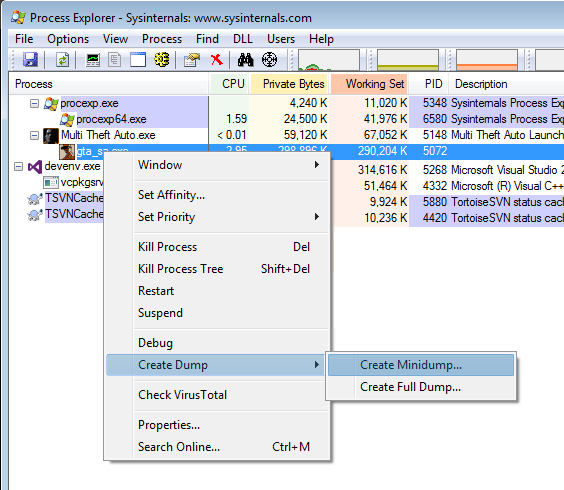 Process Explorer - Sysinternals: www.sysinternals.com
File Options View Process Find DLL Users Help
Process CPU Private Bytes Working Set PID Description
procexp.exe 4,240 K 11,020 K 5348 Sysinternals Process Exp
procexp64.exe 1.59 24,500 K 41,976 K 6580 Sysinternals Process Exp
Multi Theft Auto.exe < 0.01 59,120 K 67,052 K 5148 Multi Theft Auto Launch
gta_sa.exe 2.95 298,896 K 290,204 K 5072
devenv.exe 314,616 K 5268 Microsoft Visual Studio 2
vcpkgsrv 51,464 K 4332 Microsoft (R) Visual C++
TSVNCache 9,924 K 5880 TortoiseSVN status cach
TSVNCache 10,236 K 4420 TortoiseSVN status cach
Window
Set Affinity...
Set Priority
Kill Process Del
Kill Process Tree Shift+Del
Restart
Suspend
Debug
Create Dump
Create Minidump...
Create Full Dump...
Check VirusTotal
Properties...
Search Online... Ctrl+M